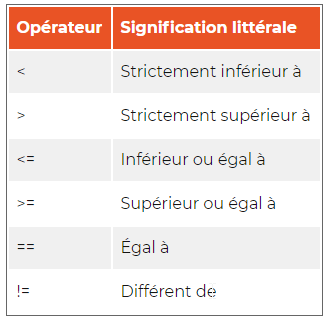 Opérateur Signification littérale
< Strictement inférieur à
> Strictement supérieur à
<= Inférieur ou égal à
>= Supérieur ou égal à
== Égal à
!= Différent de